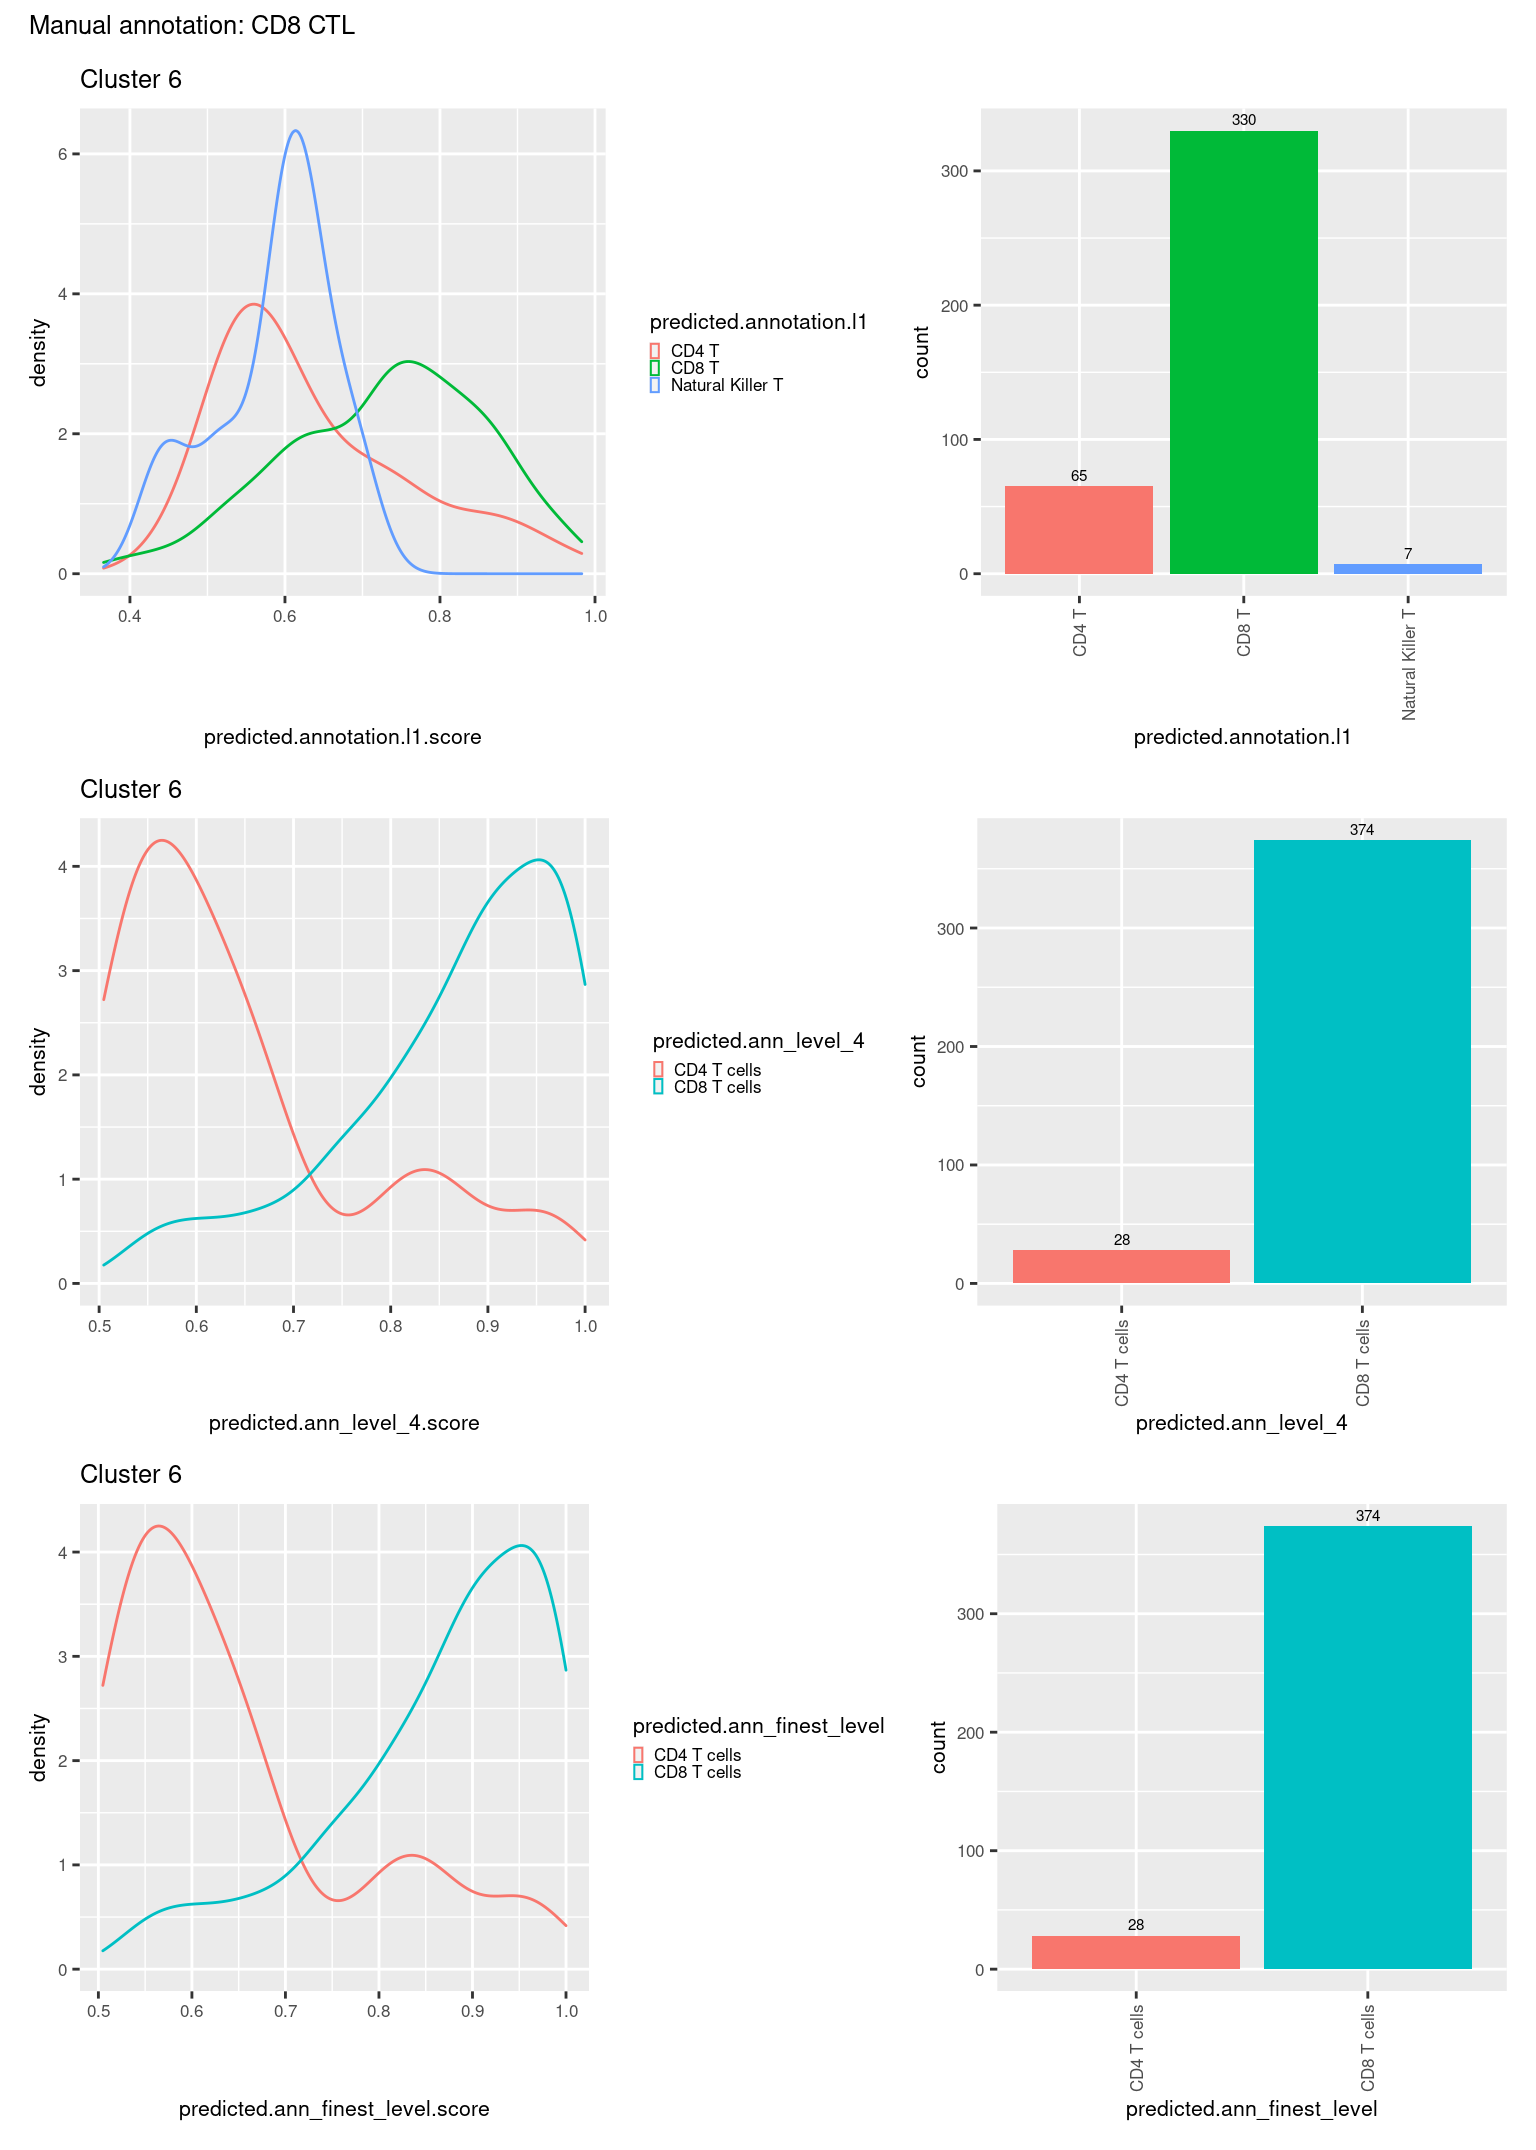 Manual annotation: CD8 CTL
Cluster 6
density
6
4
2
0
0.4 0.6 0.8 1.0
predicted.annotation.l1.score
predicted.annotation.l1
CD4 T
CD8 T
Natural Killer T
count
300
200
100
0
65
330
7
CD4 T
CD8 T
Natural Killer T
predicted.annotation.l1
Cluster 6
density
4
3
2
1
0
0.5 0.6 0.7 0.8 0.9 1.0
predicted.ann_level_4.score
predicted.ann_level_4
CD4 T cells
CD8 T cells
count
300
200
100
0
28
374
CD4 T cells
CD8 T cells
predicted.ann_level_4
Cluster 6
density
4
3
2
1
0
0.5 0.6 0.7 0.8 0.9 1.0
predicted.ann_finest_level.score
predicted.ann_finest_level
CD4 T cells
CD8 T cells
count
300
200
100
0
28
374
CD4 T cells
CD8 T cells
predicted.ann_finest_level